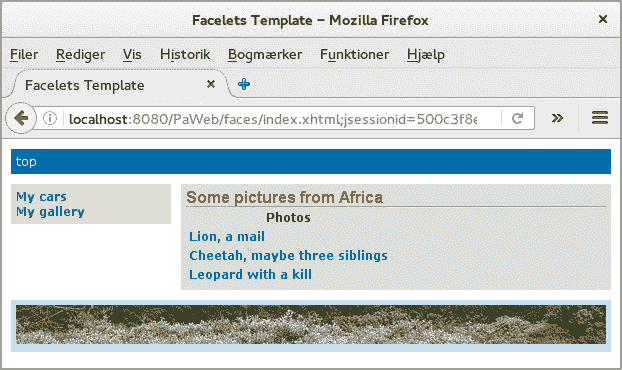 Facelets Template – Mozilla Firefox
Filer Rediger Vis Historik Bogmærker Funktioner Hjælp
Facelets Template
localhost:8080/PaWeb/faces/index.xhtml;jsessionid=500c3f8e
top
My cars
My gallery
Some pictures from Africa
Photos
Lion, a mail
Cheetah, maybe three siblings
Leopard with a kill